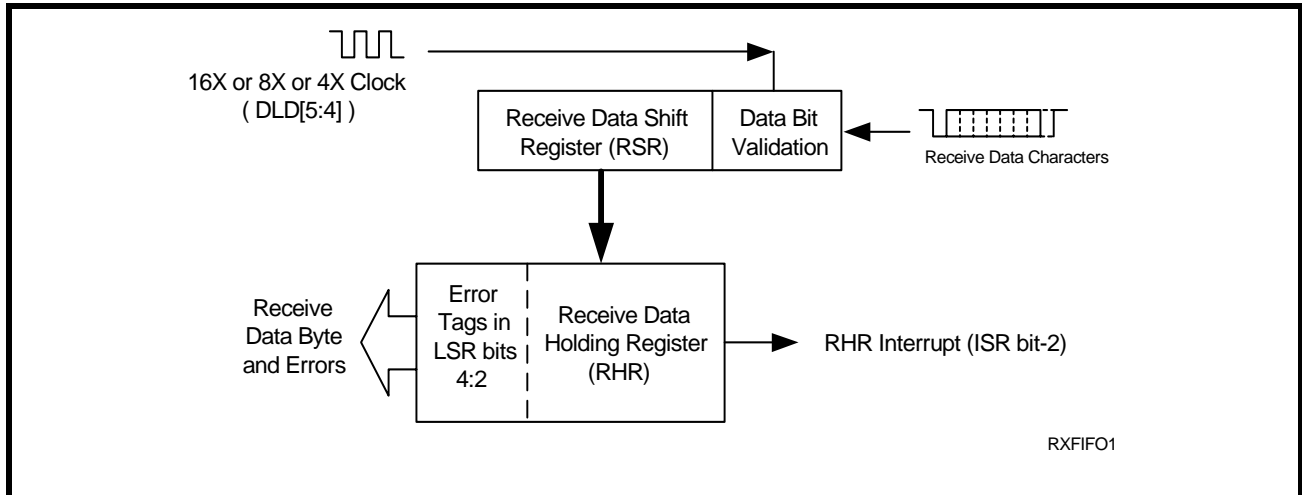 16X or 8X or 4X Clock
( DLD[5:4] )
Receive Data Shift
Register (RSR)
Data Bit
Validation
Receive Data Characters
Receive
Data Byte
and Errors
Error
Tags in
LSR bits
4:2
Receive Data
Holding Register
(RHR)
RHR Interrupt (ISR bit-2)
RXFIFO1